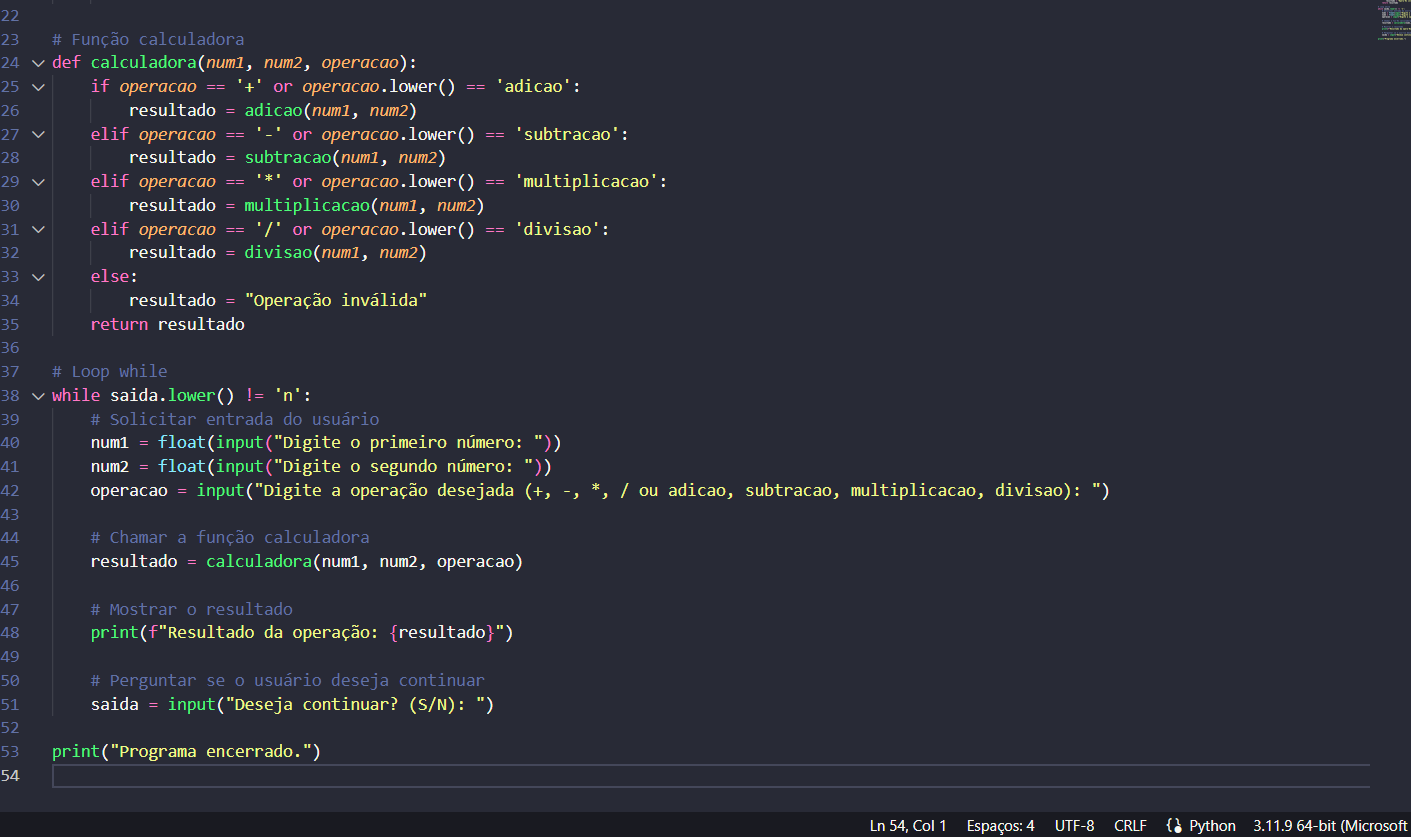 22
23 # Função calculadora
24 def calculadora(num1, num2, operacao):
25     if operacao == '+' or operacao.lower() == 'adicao':
26         resultado = adicao(num1, num2)
27     elif operacao == '-' or operacao.lower() == 'subtracao':
28         resultado = subtracao(num1, num2)
29     elif operacao == '*' or operacao.lower() == 'multiplicacao':
30         resultado = multiplicacao(num1, num2)
31     elif operacao == '/' or operacao.lower() == 'divisao':
32         resultado = divisao(num1, num2)
33     else:
34         resultado = "Operação inválida"
35     return resultado
36
37 # Loop while
38 while saida.lower() != 'n':
39     # Solicitar entrada do usuário
40     num1 = float(input("Digite o primeiro número: "))
41     num2 = float(input("Digite o segundo número: "))
42     operacao = input("Digite a operação desejada (+, -, *, / ou adicao, subtracao, multiplicacao, divisao): ")
43
44     # Chamar a função calculadora
45     resultado = calculadora(num1, num2, operacao)
46
47     # Mostrar o resultado
48     print(f"Resultado da operação: {resultado}")
49
50     # Perguntar se o usuário deseja continuar
51     saida = input("Deseja continuar? (S/N): ")
52
53 print("Programa encerrado.")
54
Ln 54, Col 1 Espaços: 4 UTF-8 CRLF Python 3.11.9 64-bit (Microsoft